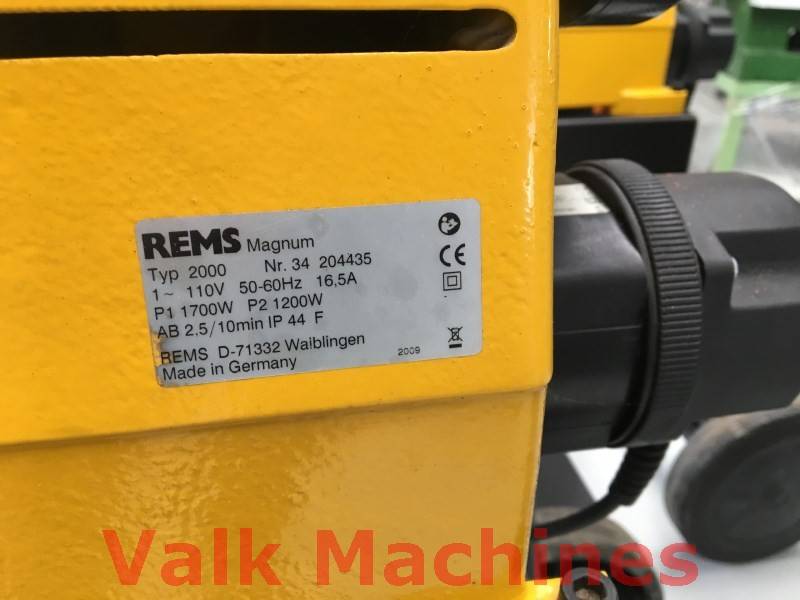 REMS Magnum
Typ 2000 Nr. 34 204435
1~ 110V 50-60Hz 16,5A
P1 1700W P2 1200W
AB 2.5/10min IP 44 F
REMS D-71332 Waiblingen
Made in Germany 2009
CE
Valk Machines